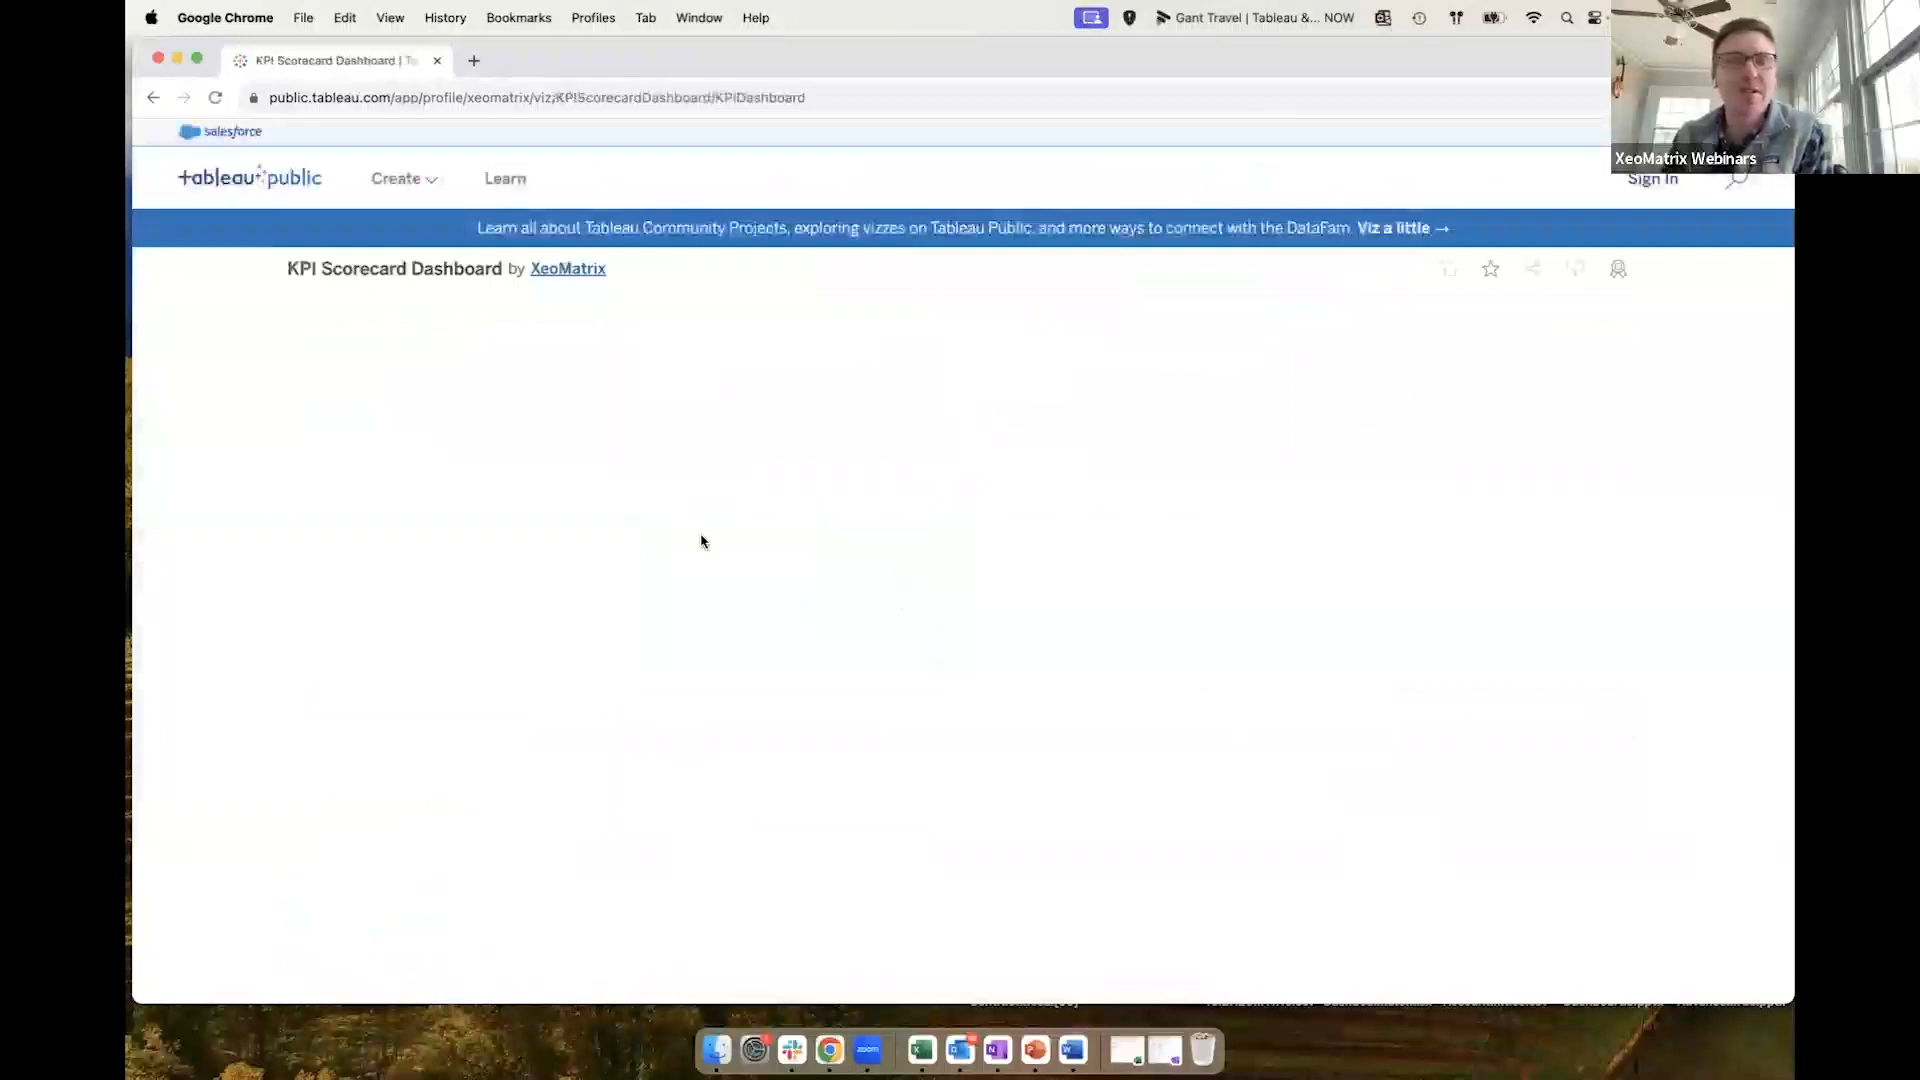 Google Chrome File Edit View History Bookmarks Profiles Tab Window Help Gant Travel | Tableau &... NOW
KPI Scorecard Dashboard | Ta
public.tableau.com/app/profile/xeomatrix/viz/KPIScorecardDashboard/KPIDashboard
salesforce
XeoMatrix Webinars
tableau public Create Learn Sign In
Learn all about Tableau Community Projects, exploring vizzes on Tableau Public, and more ways to connect with the DataFam Viz a little →
KPI Scorecard Dashboard by XeoMatrix
zoom